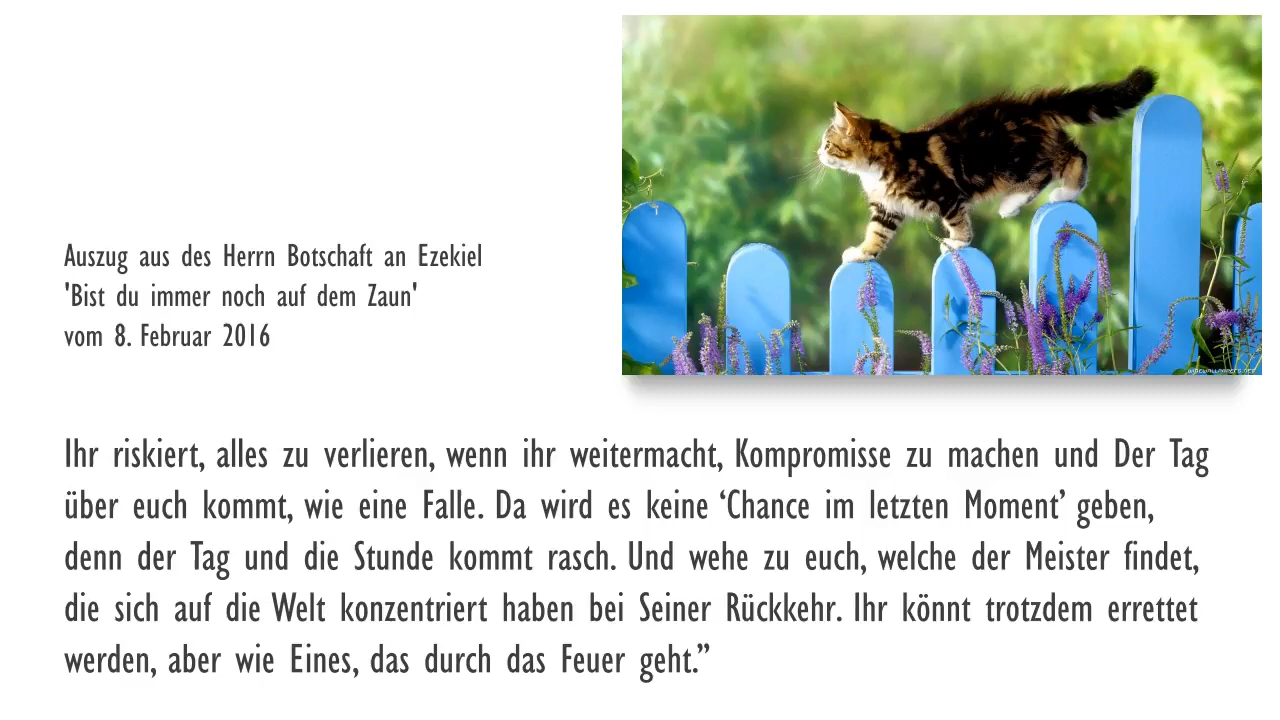 Auszug aus des Herrn Botschaft an Ezekiel
'Bist du immer noch auf dem Zaun'
vom 8. Februar 2016
Ihr riskiert, alles zu verlieren, wenn ihr weitermacht, Kompromisse zu machen und Der Tag
über euch kommt, wie eine Falle. Da wird es keine ‘Chance im letzten Moment’ geben,
denn der Tag und die Stunde kommt rasch. Und wehe zu euch, welche der Meister findet,
die sich auf die Welt konzentriert haben bei Seiner Rückkehr. Ihr könnt trotzdem errettet
werden, aber wie Eines, das durch das Feuer geht.”